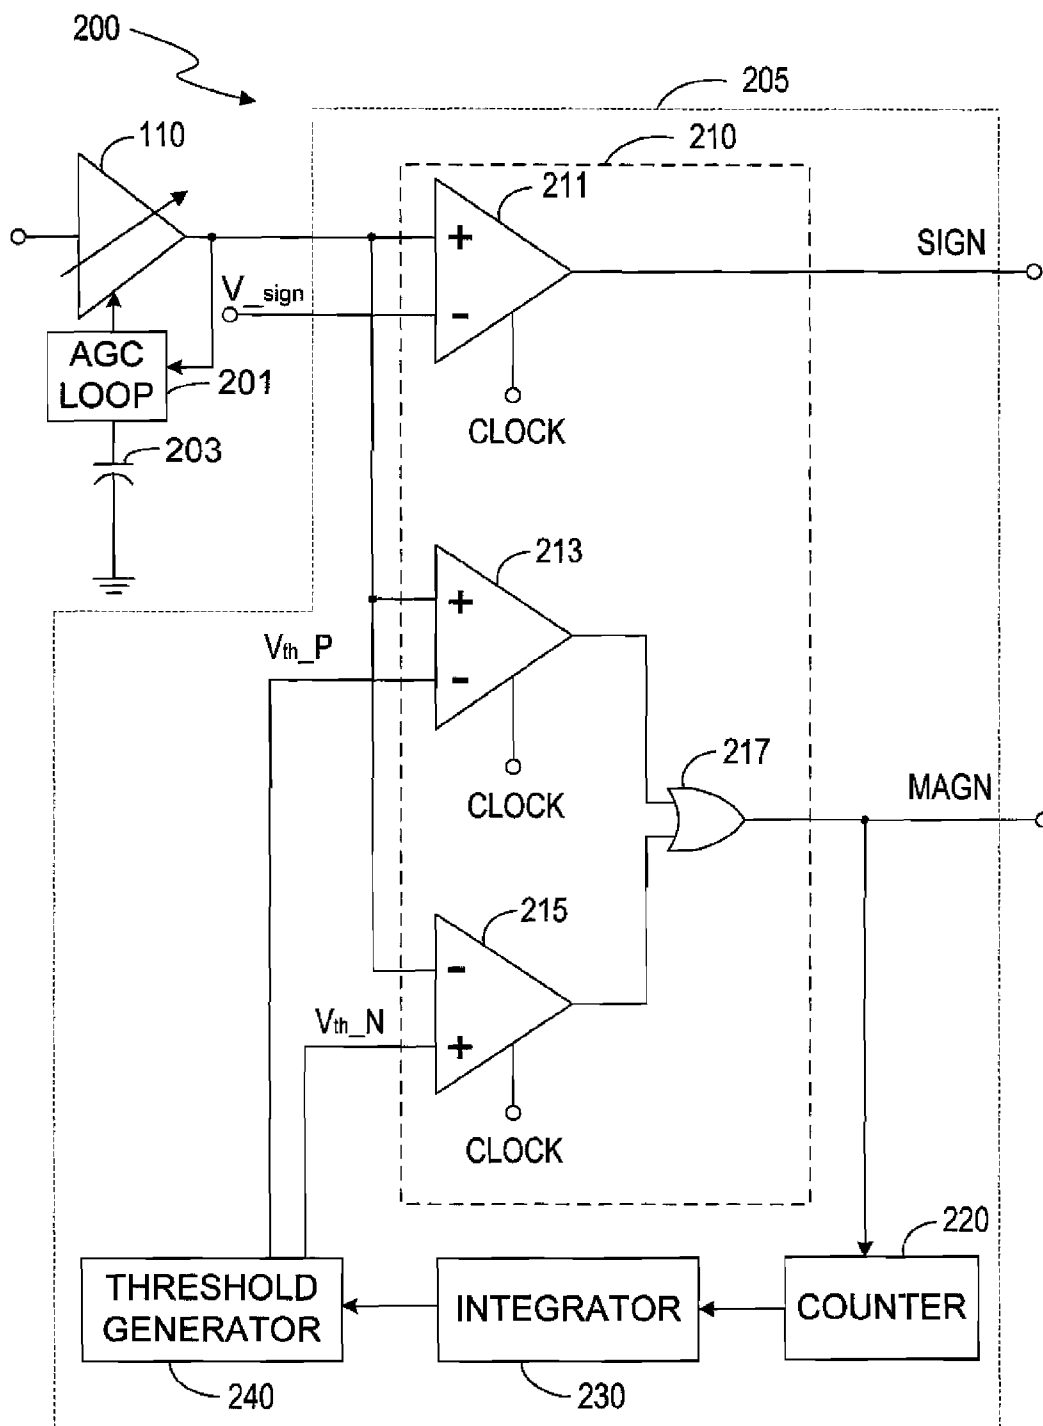 200
205
110
210
211
+
SIGN
V_sign
-
AGC
LOOP
201
CLOCK
203
213
+
Vth_P
-
217
CLOCK
MAGN
215
-
Vth_N
+
CLOCK
220
THRESHOLD
GENERATOR
INTEGRATOR
COUNTER
240
230